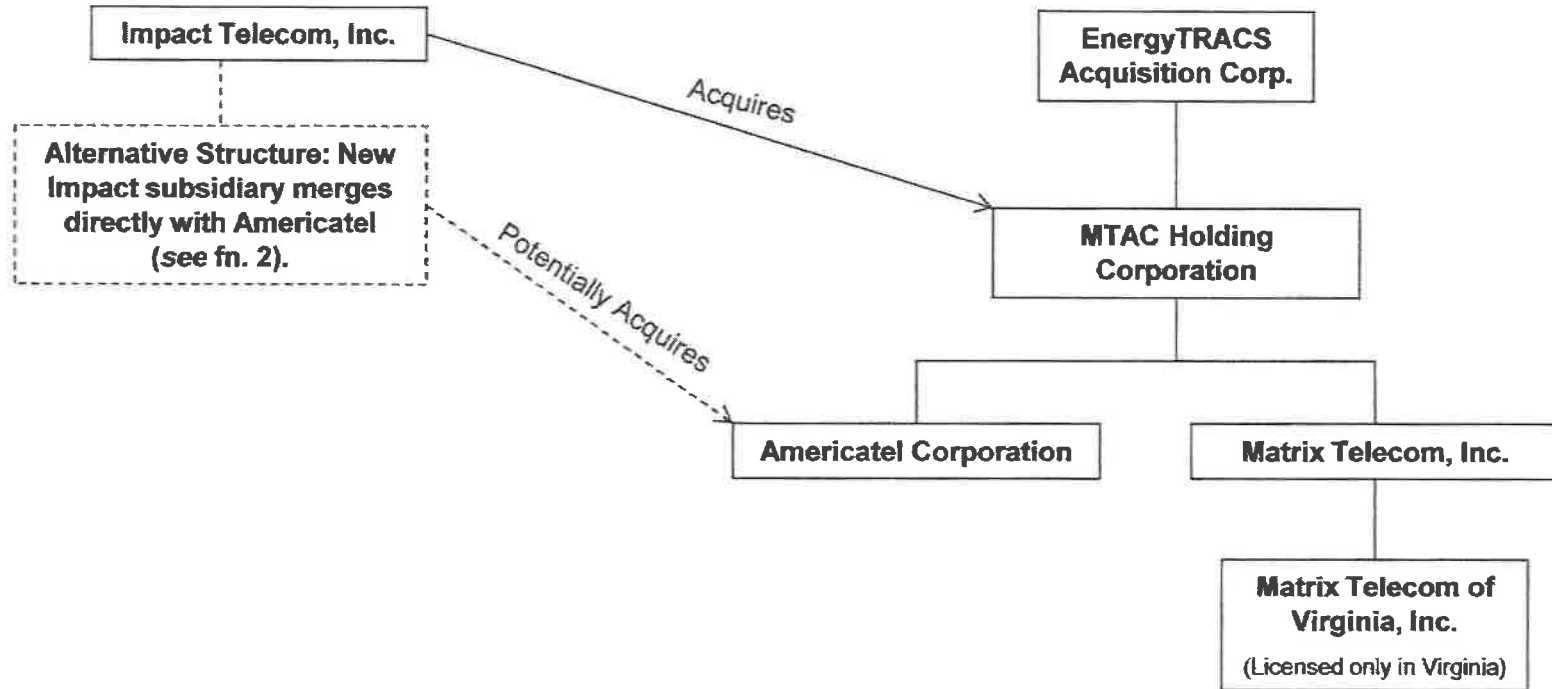 Impact Telecom, Inc.
EnergyTRACS
Acquisition Corp.
Acquires
Alternative Structure: New
Impact subsidiary merges
directly with Americatel
(see fn. 2).
MTAC Holding
Corporation
Potentially Acquires
Americatel Corporation
Matrix Telecom, Inc.
Matrix Telecom of
Virginia, Inc.
(Licensed only in Virginia)